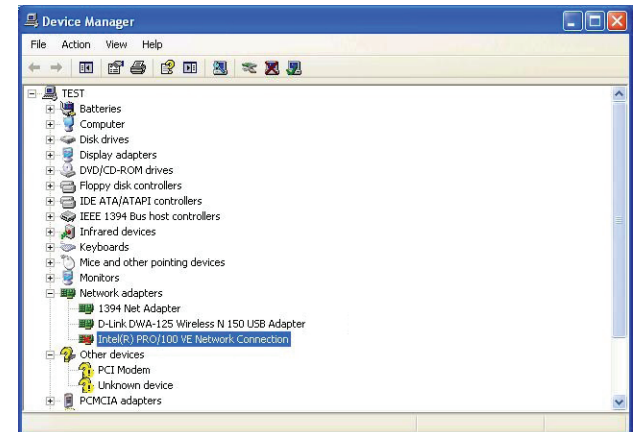 Device Manager
File Action View Help
TEST
Batteries
Computer
Disk drives
Display adapters
DVD/CD-ROM drives
Floppy disk controllers
IDE ATA/ATAPI controllers
IEEE 1394 Bus host controllers
Infrared devices
Keyboards
Mice and other pointing devices
Monitors
Network adapters
1394 Net Adapter
D-Link DWA-125 Wireless N 150 USB Adapter
Intel(R) PRO/100 VE Network Connection
Other devices
PCI Modem
Unknown device
PCMCIA adapters